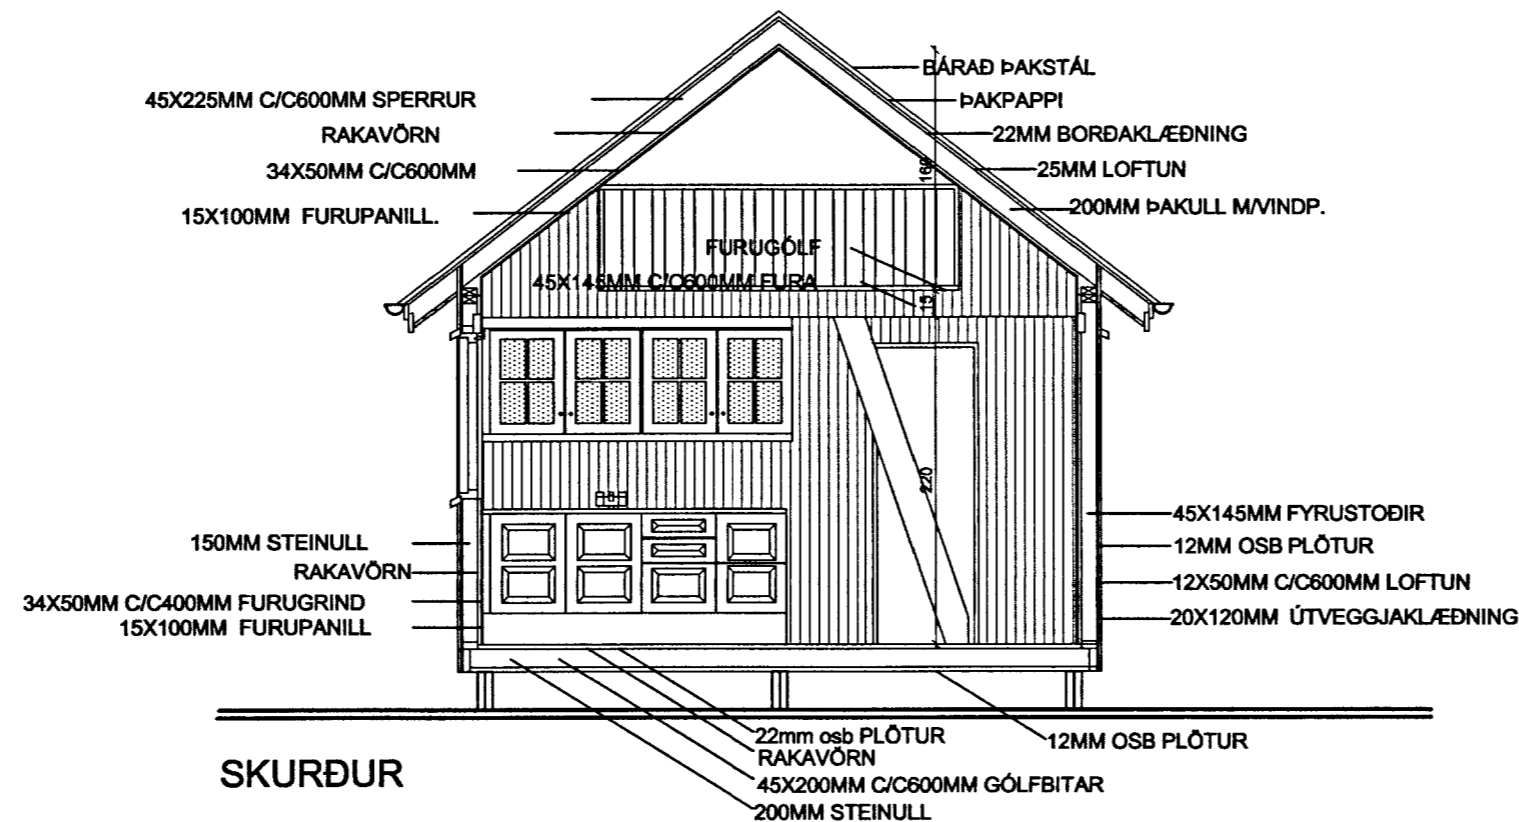 BÁRAÐ ÞAKSTÁL
45X225MM C/C600MM SPERRUR
ÞAKPAPPI
RAKAVÖRN
22MM BORÐAKLÆÐNING
34X50MM C/C600MM
25MM LOFTUN
15X100MM FURUPANILL.
200MM ÞAKULL M/VINDP.
FURUGÓLF
45X145MM C/C600MM FURA
15
220
45X145MM FYRUSTOÐIR
150MM STEINULL
12MM OSB PLÖTUR
RAKAVÖRN
12X50MM C/C600MM LOFTUN
34X50MM C/C400MM FURUGRIND
20X120MM ÚTVEGGJAKLÆÐNING
15X100MM FURUPANILL
22mm osb PLÖTUR
12MM OSB PLÖTUR
RAKAVÖRN
45X200MM C/C600MM GÓLFBITAR
200MM STEINULL
SKURÐUR